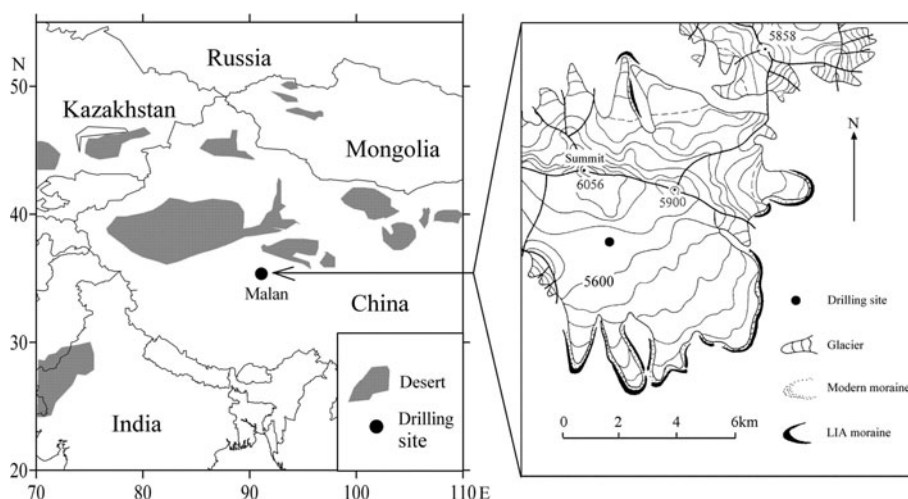 N
50
40
30
20
70
80
90
100
110 E
Russia
Kazakhstan
Mongolia
Malan
China
India
Desert
Drilling
site
5858
N
Summit
6056
5900
5600
0 2 4 6km
Drilling site
Glacier
Modern moraine
LIA moraine